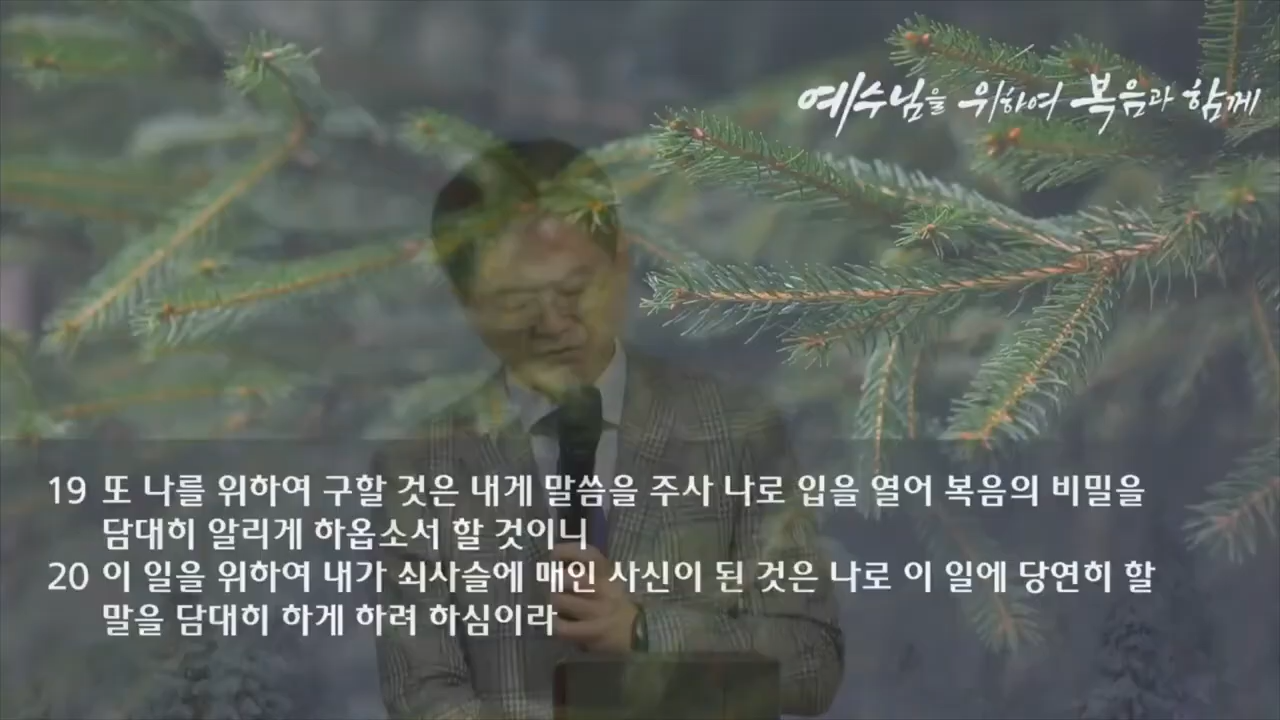 예수님을 위하여 복음과 함께
19 또 나를 위하여 구할 것은 내게 말씀을 주사 나로 입을 열어 복음의 비밀을
담대히 알리게 하옵소서 할 것이니
20 이 일을 위하여 내가 쇠사슬에 매인 사신이 된 것은 나로 이 일에 당연히 할
말을 담대히 하게 하려 하심이라